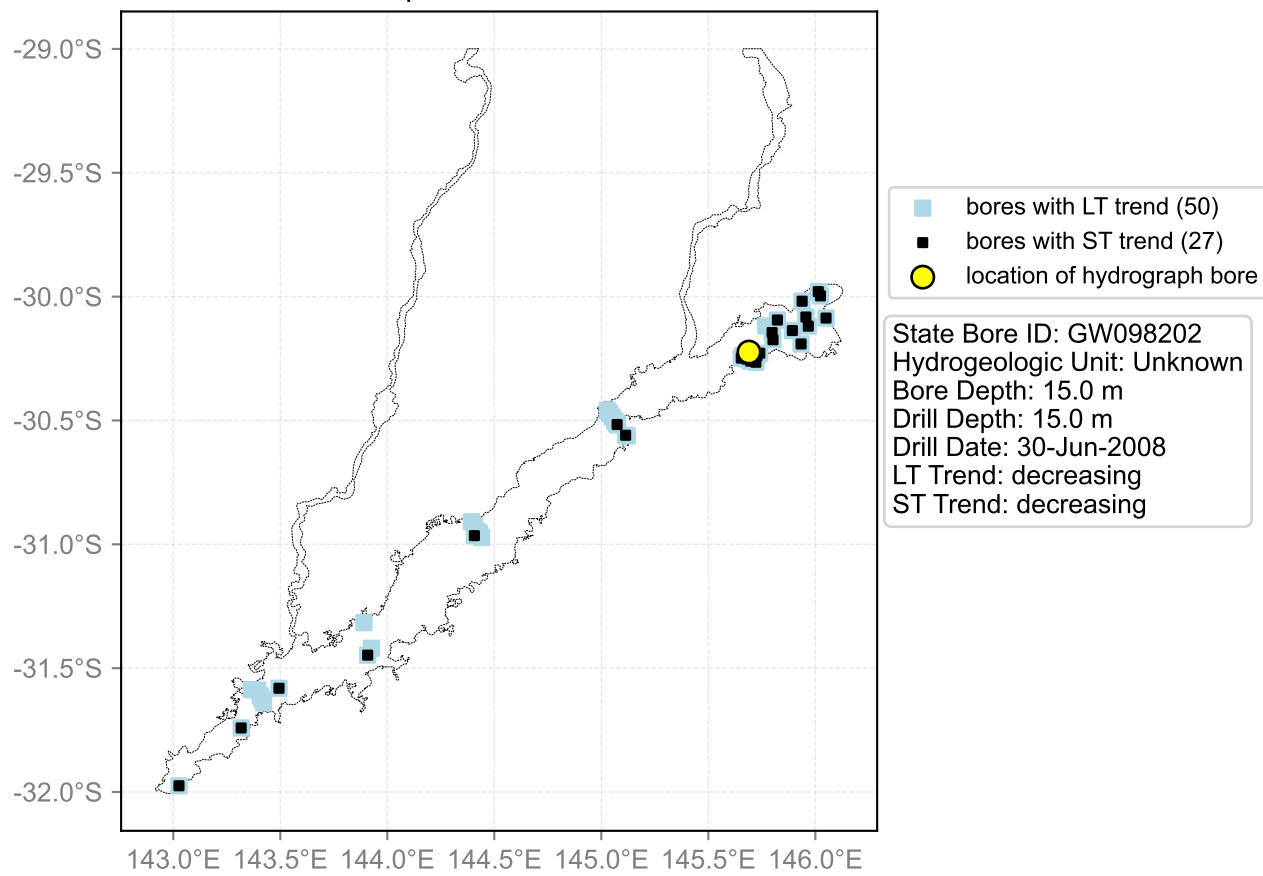 -29.0°S
-29.5°S
-30.0°S
-30.5°S
-31.0°S
-31.5°S
-32.0°S
143.0°E 143.5°E 144.0°E 144.5°E 145.0°E 145.5°E 146.0°E
bores with LT trend (50)
bores with ST trend (27)
location of hydrograph bore
State Bore ID: GW098202
Hydrogeologic Unit: Unknown
Bore Depth: 15.0 m
Drill Depth: 15.0 m
Drill Date: 30-Jun-2008
LT Trend: decreasing
ST Trend: decreasing